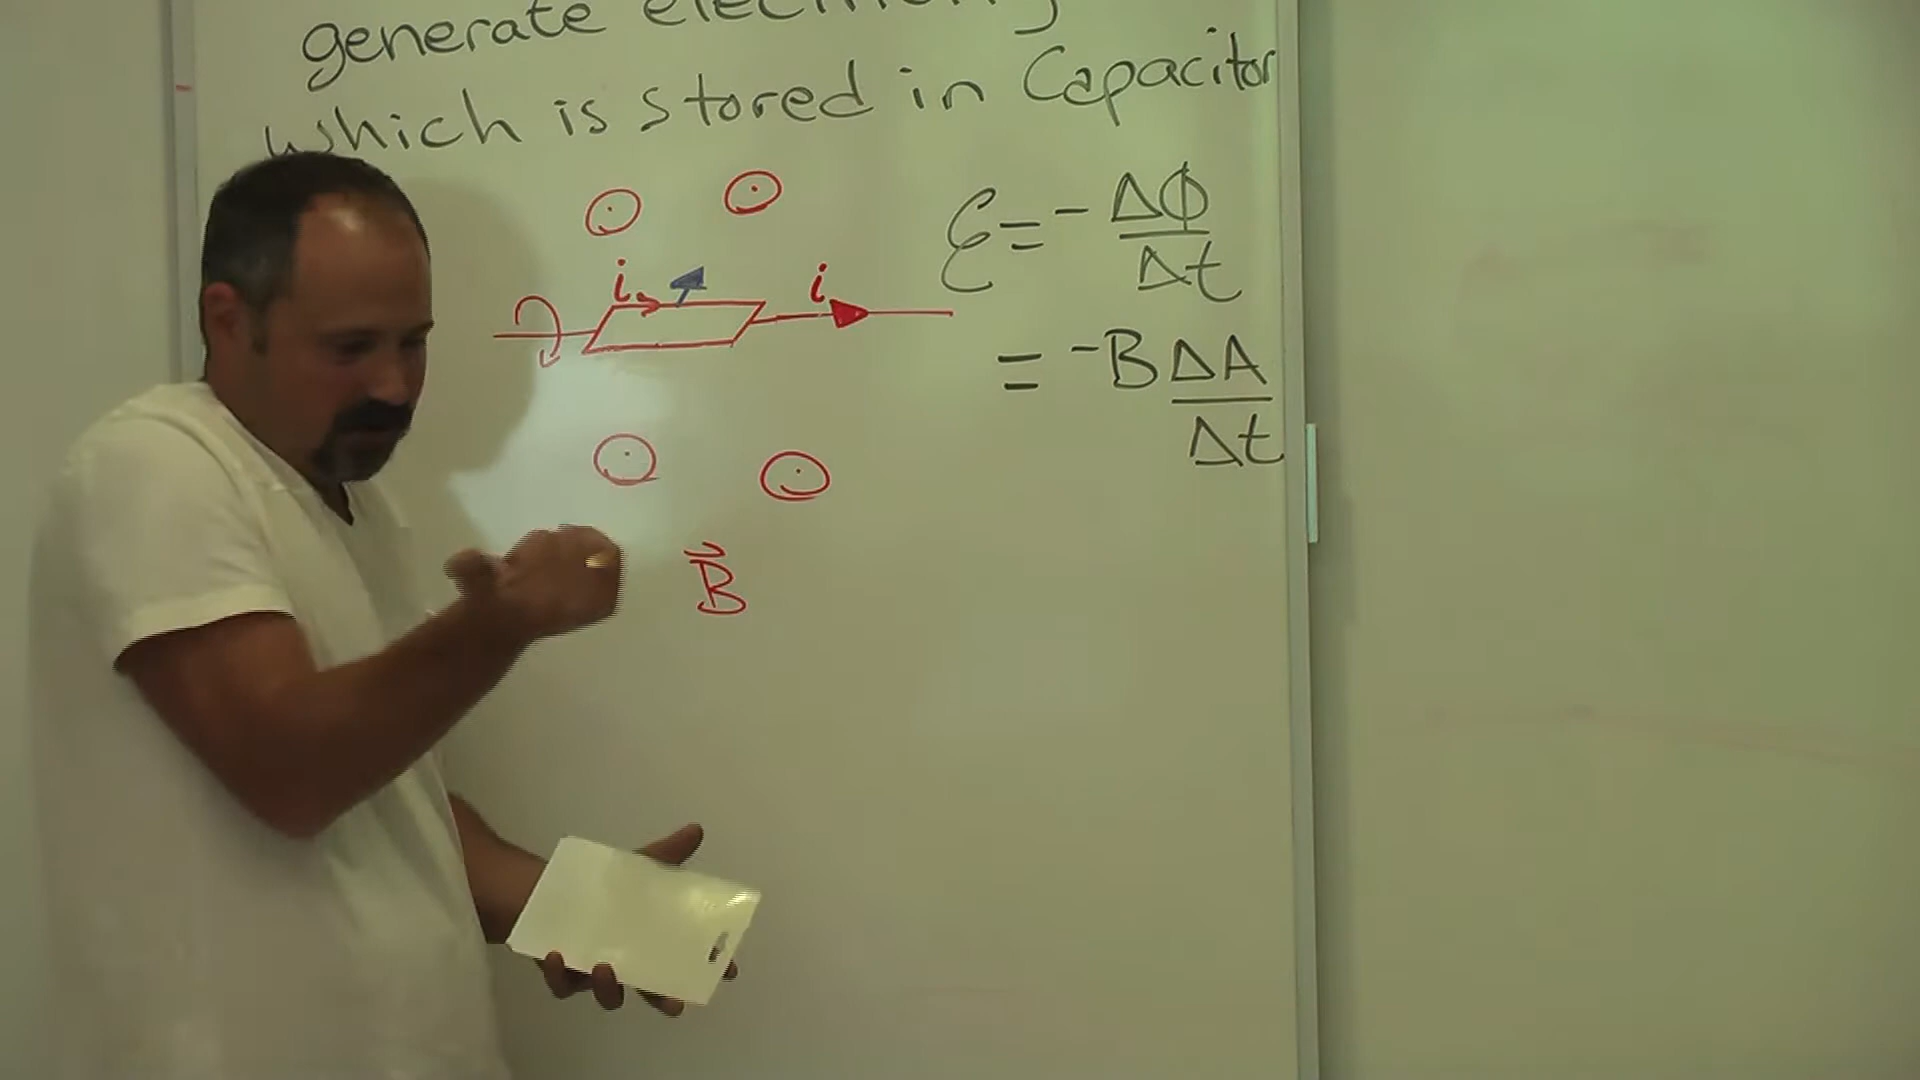 generate electricity
which is stored in Capacitor
i i
ℰ = - ΔΦ/Δt
= -B ΔA/Δt
B⃗